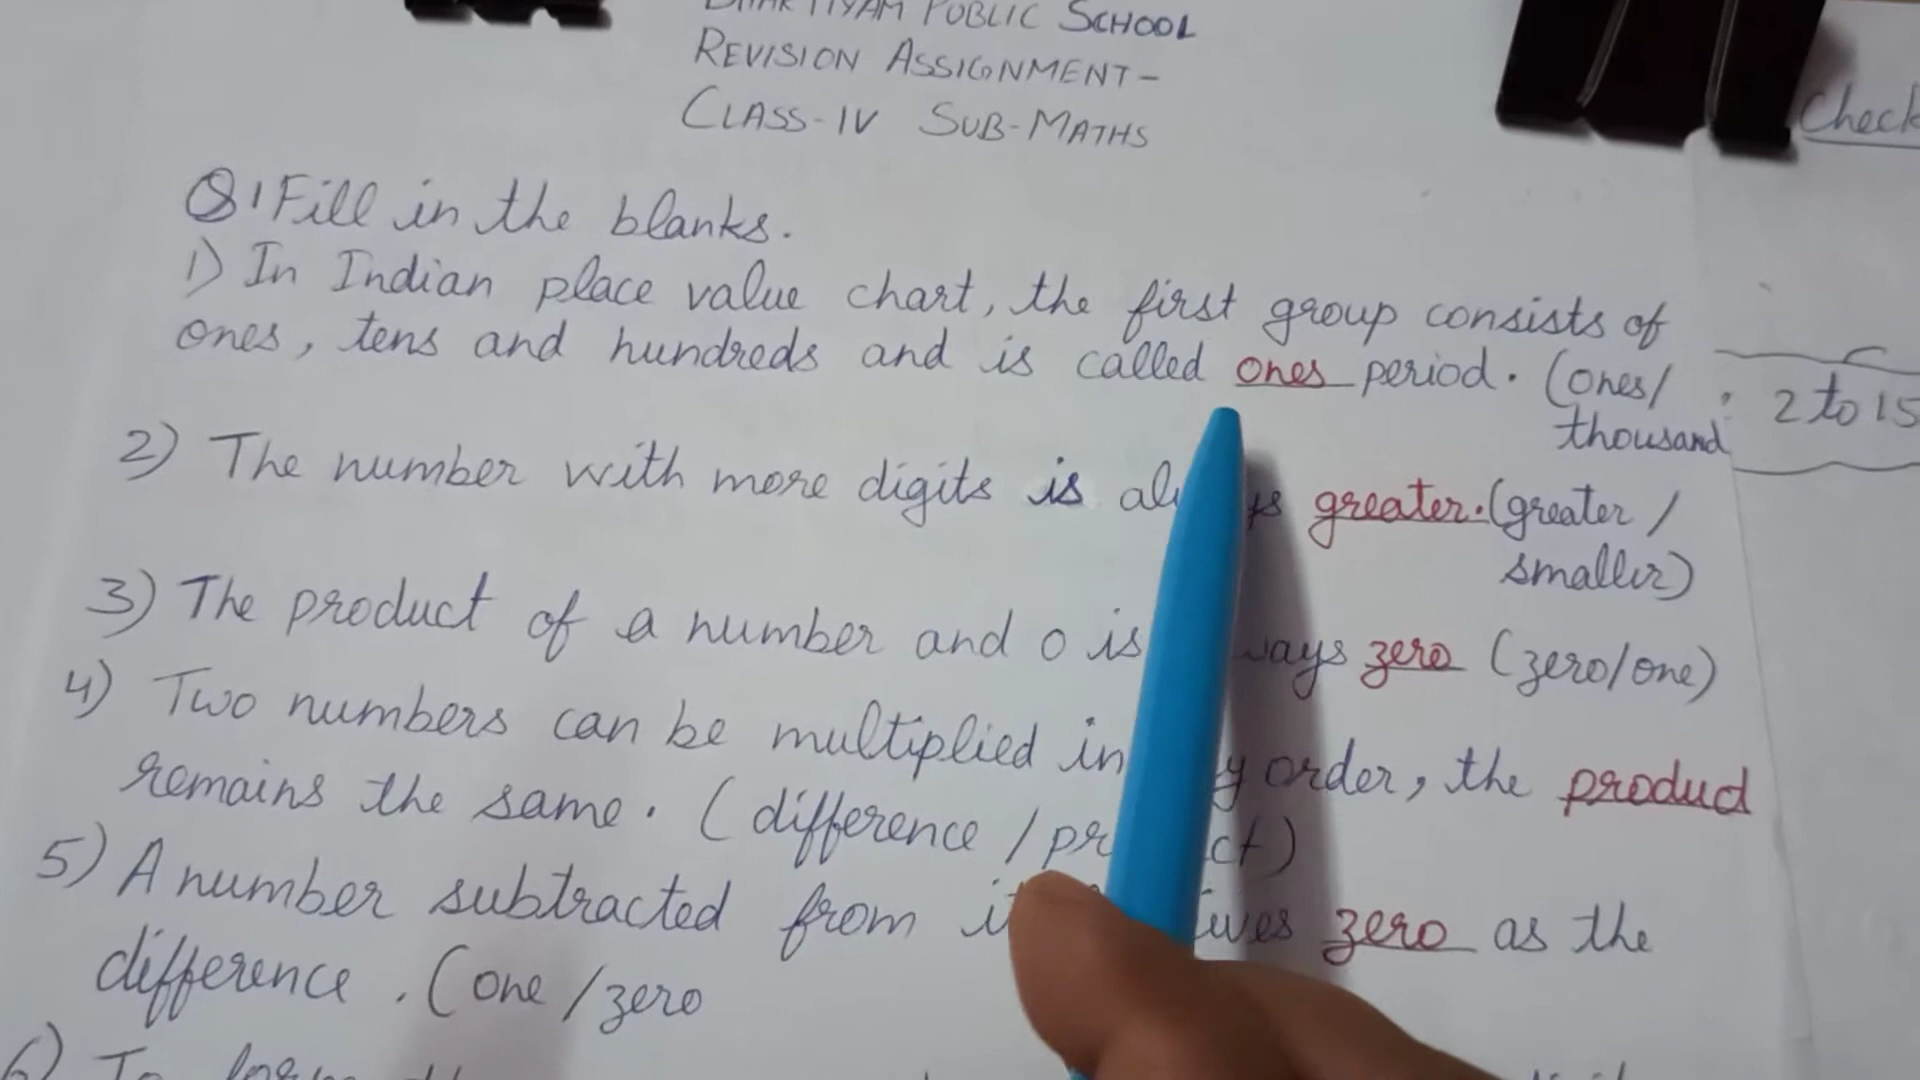 PUBLIC SCHOOL
REVISION ASSIGNMENT-
CLASS-IV SUB-MATHS
Check
Q1 Fill in the blanks.
1) In Indian place value chart, the first group consists of
ones, tens and hundreds and is called ones period. (ones/
thousand
: 2 to 15
2) The number with more digits is greater. (greater /
smaller)
3) The product of a number and 0 is zero (zero/one)
4) Two numbers can be multiplied in order, the product
remains the same. (difference /
5) A number subtracted from zero as the
difference. (one /zero
6) To